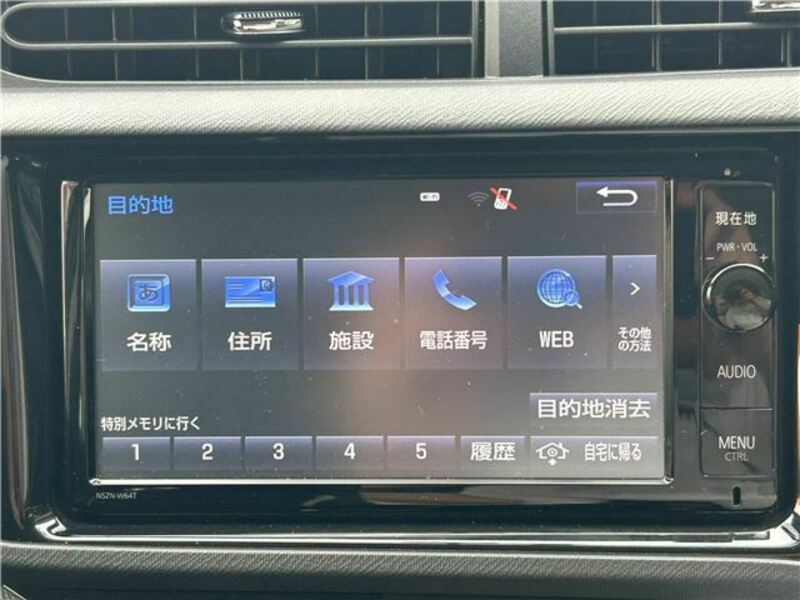 目的地
現在地
PWR・VOL
− +
あ
名称
住所
施設
電話番号
WEB
その他
の方法
AUDIO
目的地消去
特別メモリに行く
1 2 3 4 5 履歴 自宅に帰る
MENU
CTRL
NSZN-W64T